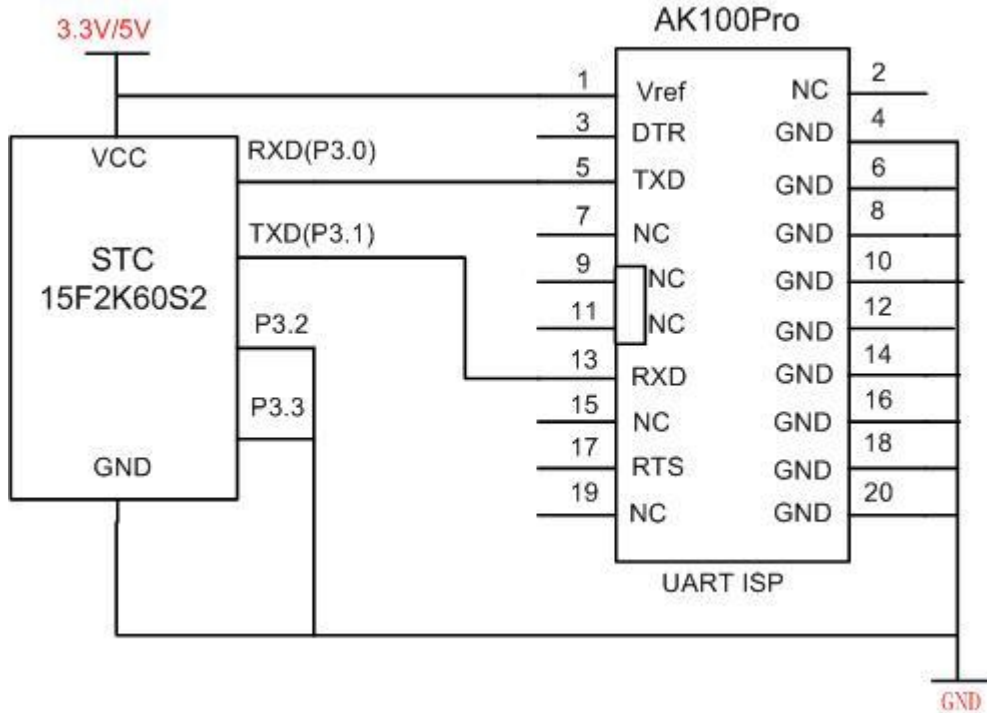 AK100Pro
3.3V/5V
1 Vref NC 2
3 DTR GND 4
VCC RXD(P3.0)
5 TXD GND 6
7 NC GND 8
TXD(P3.1)
STC
15F2K60S2
9 NC GND 10
11 NC GND 12
P3.2
13 RXD GND 14
P3.3
15 NC GND 16
GND
17 RTS GND 18
19 NC GND 20
UART ISP
GND